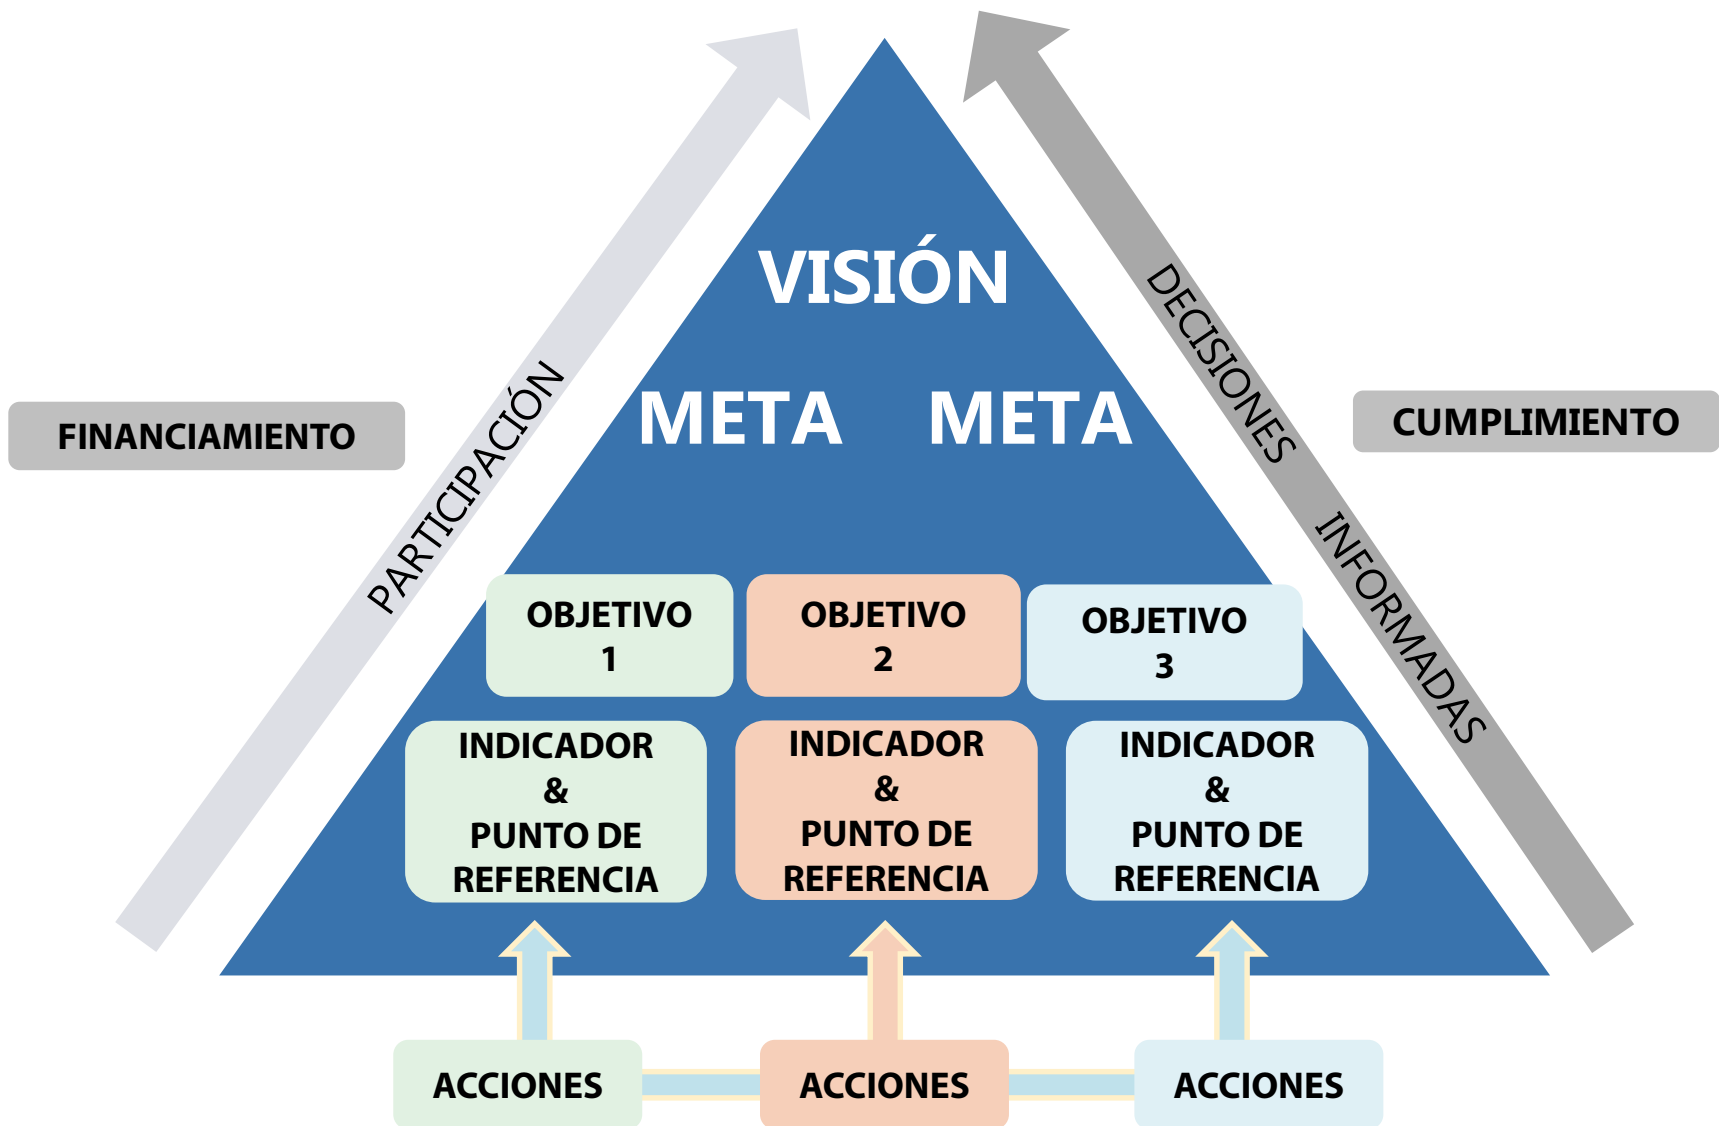 VISIÓN
META META
FINANCIAMIENTO
PARTICIPACIÓN
DECISIONES INFORMADAS
CUMPLIMIENTO
OBJETIVO
1
OBJETIVO
2
OBJETIVO
3
INDICADOR
&
PUNTO DE
REFERENCIA
INDICADOR
&
PUNTO DE
REFERENCIA
INDICADOR
&
PUNTO DE
REFERENCIA
ACCIONES
ACCIONES
ACCIONES